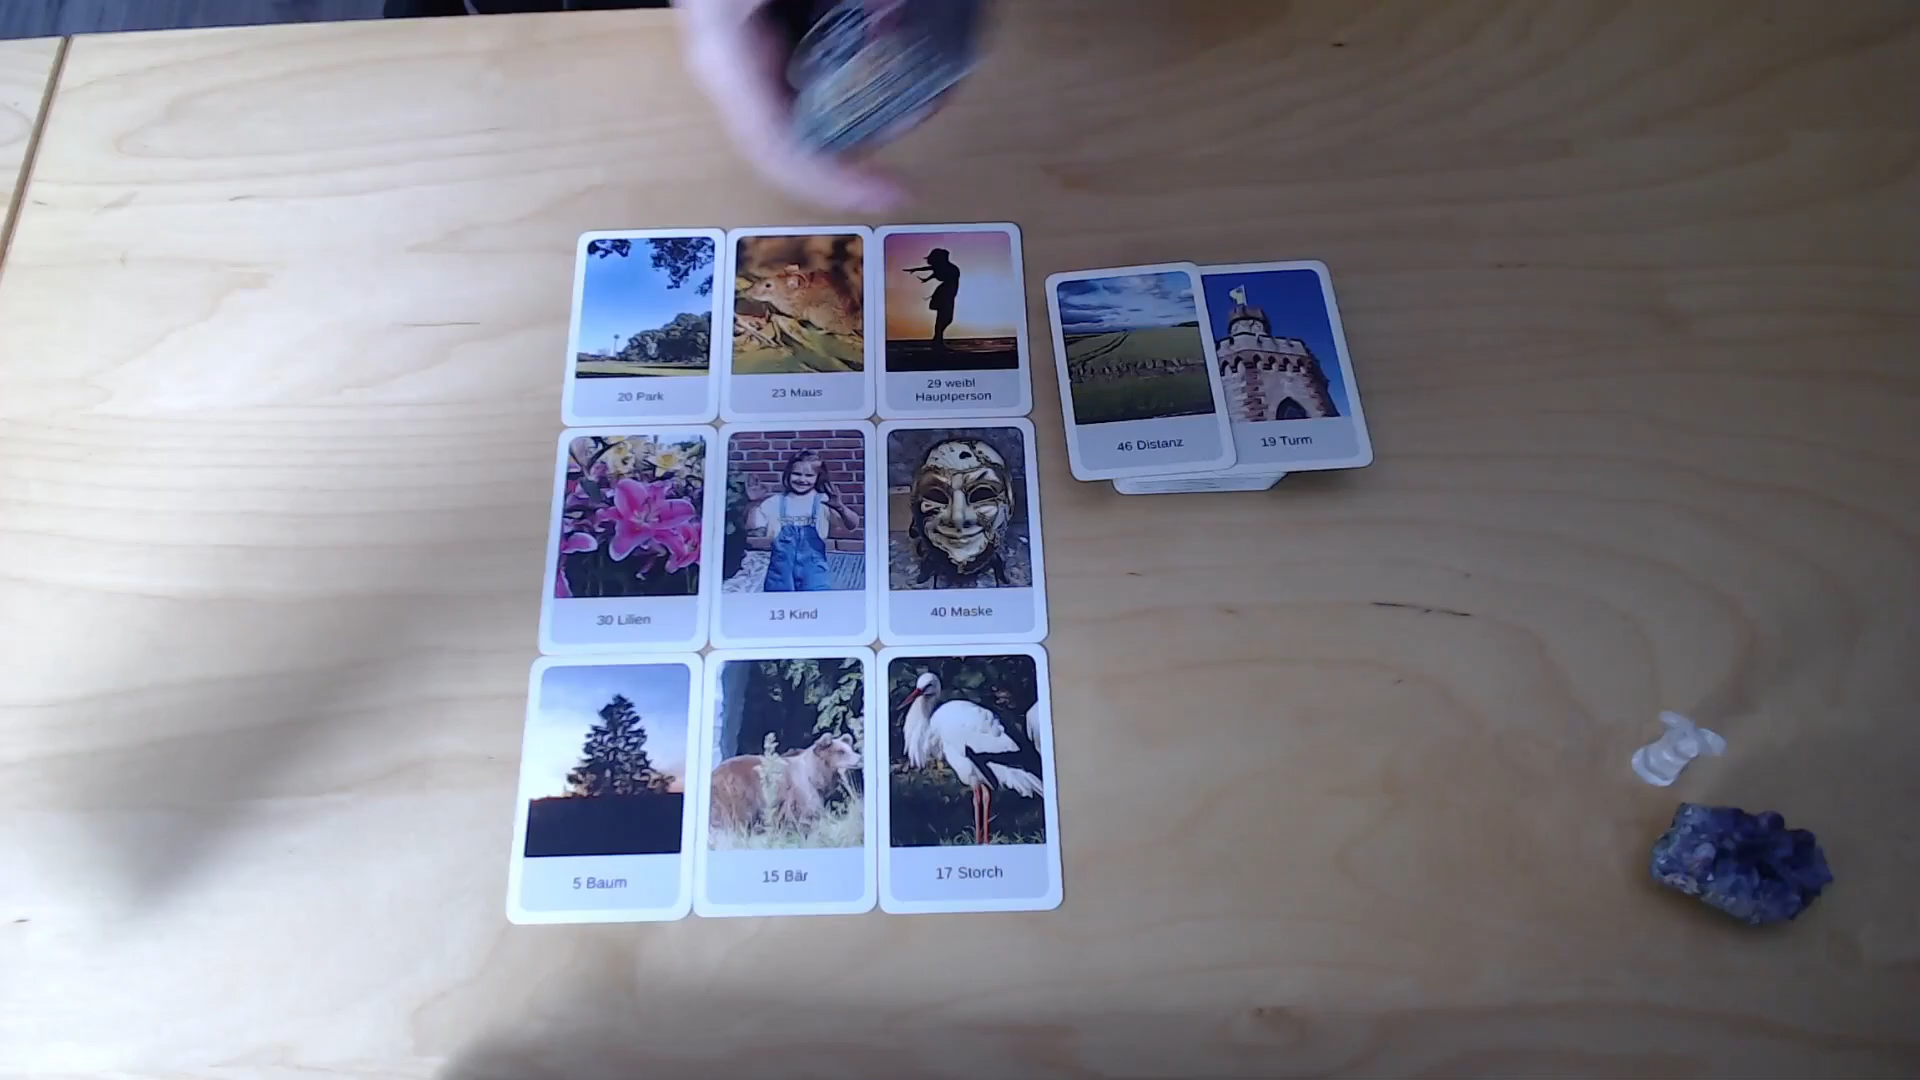 20 Park
23 Maus
29 weibl
Hauptperson
46 Distanz
19 Turm
30 Lilien
13 Kind
40 Maske
5 Baum
15 Bär
17 Storch